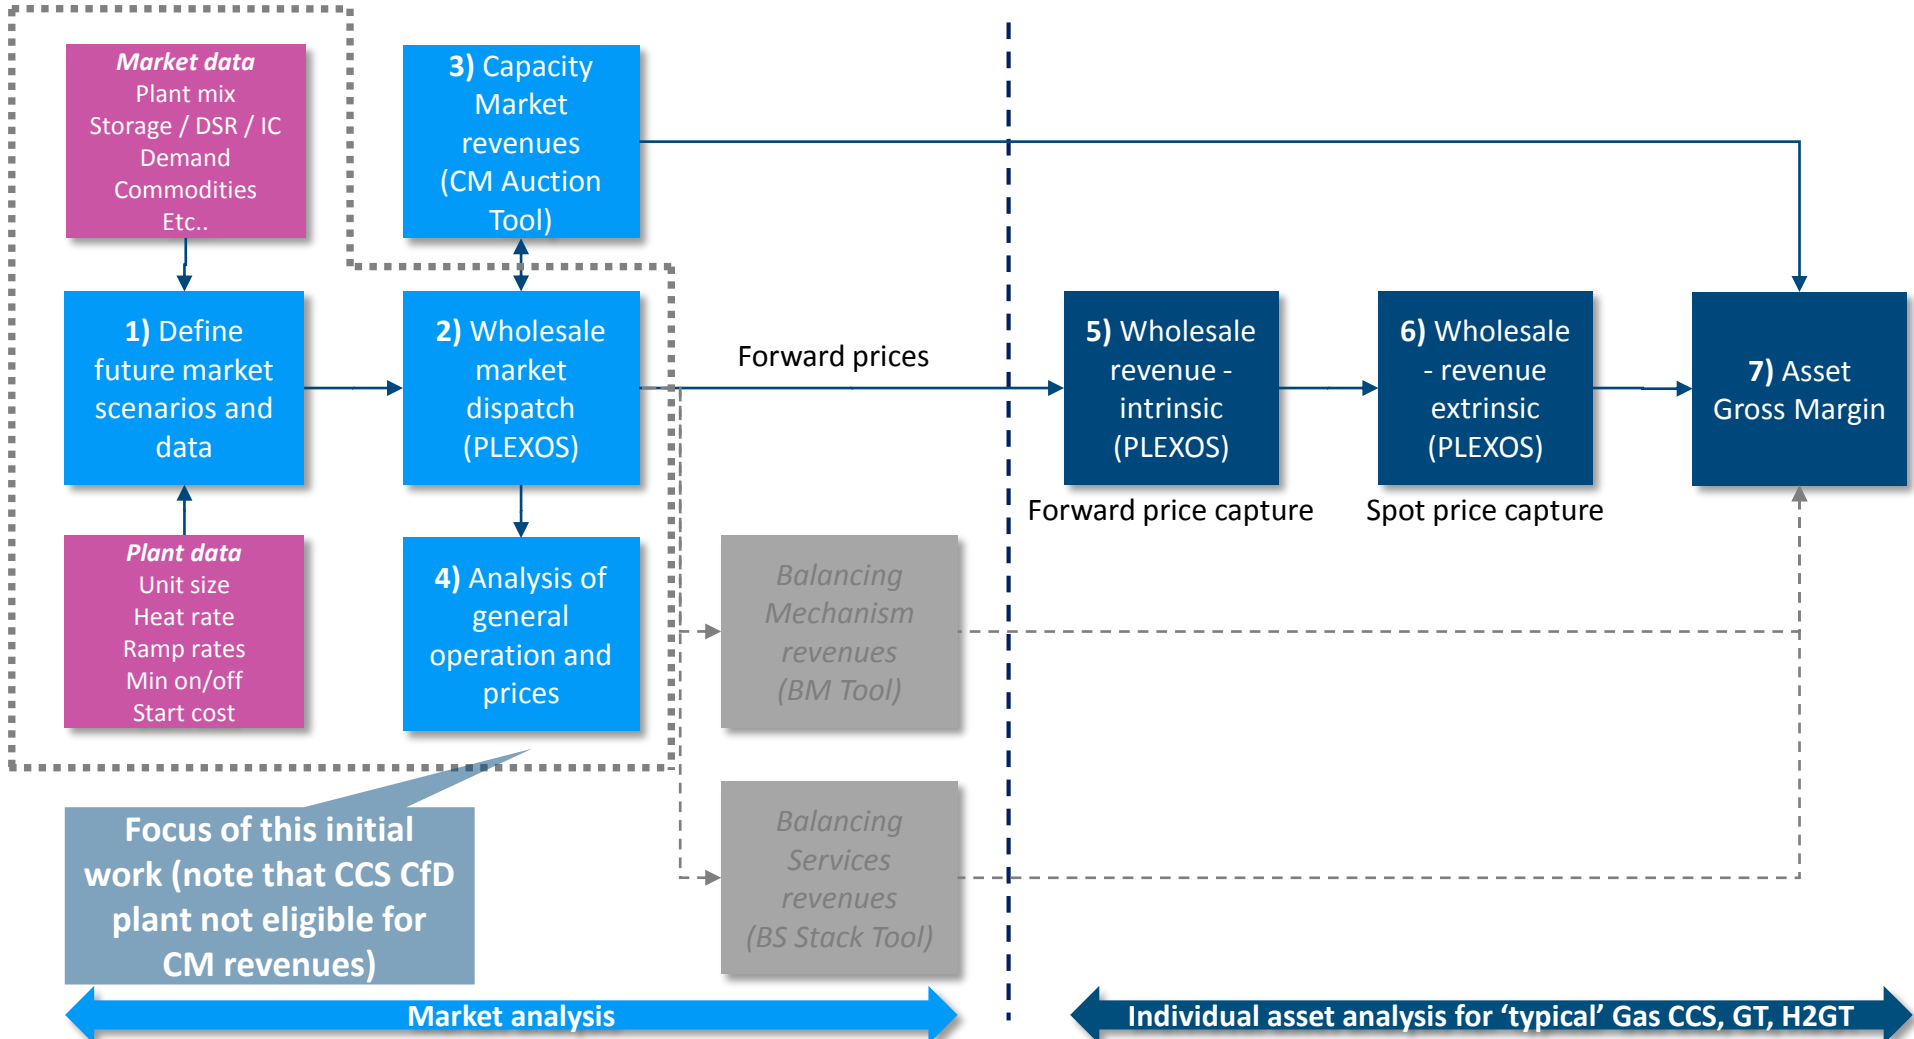 Market data
Plant mix
Storage / DSR / IC
Demand
Commodities
Etc..
3) Capacity
Market
revenues
(CM Auction
Tool)
1) Define
future market
scenarios and
data
2) Wholesale
market
dispatch
(PLEXOS)
Forward prices
5) Wholesale
revenue -
intrinsic
(PLEXOS)
Forward price capture
6) Wholesale
- revenue
extrinsic
(PLEXOS)
Spot price capture
7) Asset
Gross Margin
Plant data
Unit size
Heat rate
Ramp rates
Min on/off
Start cost
4) Analysis of
general
operation and
prices
Balancing
Mechanism
revenues
(BM Tool)
Balancing
Services
revenues
(BS Stack Tool)
Focus of this initial
work (note that CCS CfD
plant not eligible for
CM revenues)
Market analysis
Individual asset analysis for ‘typical’ Gas CCS, GT, H2GT